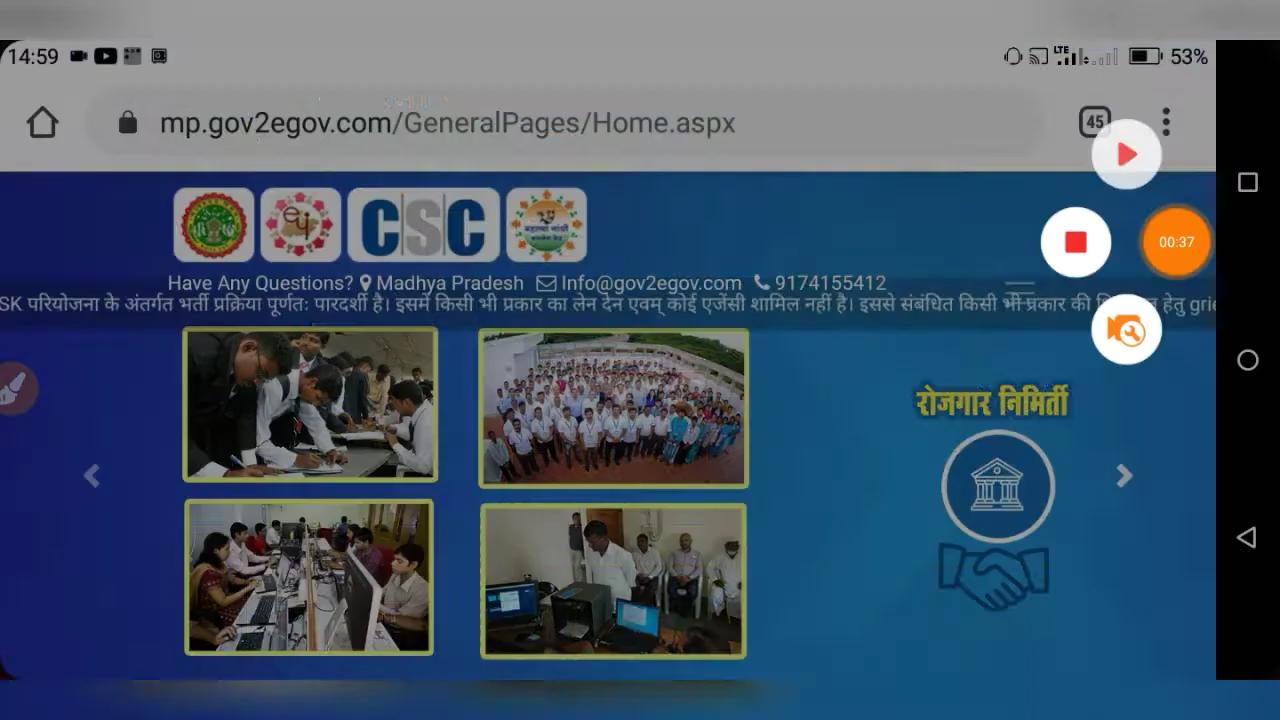 14:59
LTE
53%
mp.gov2egov.com/GeneralPages/Home.aspx
45
CSC
00:37
Have Any Questions? Madhya Pradesh Info@gov2egov.com 9174155412
SK परियोजना के अंतर्गत भर्ती प्रक्रिया पूर्णतः पारदर्शी है। इसमें किसी भी प्रकार का लेन देन एवम् कोई एजेंसी शामिल नहीं है। इससे संबंधित किसी भी प्रकार की हेतु grie
रोजगार निमिर्ती